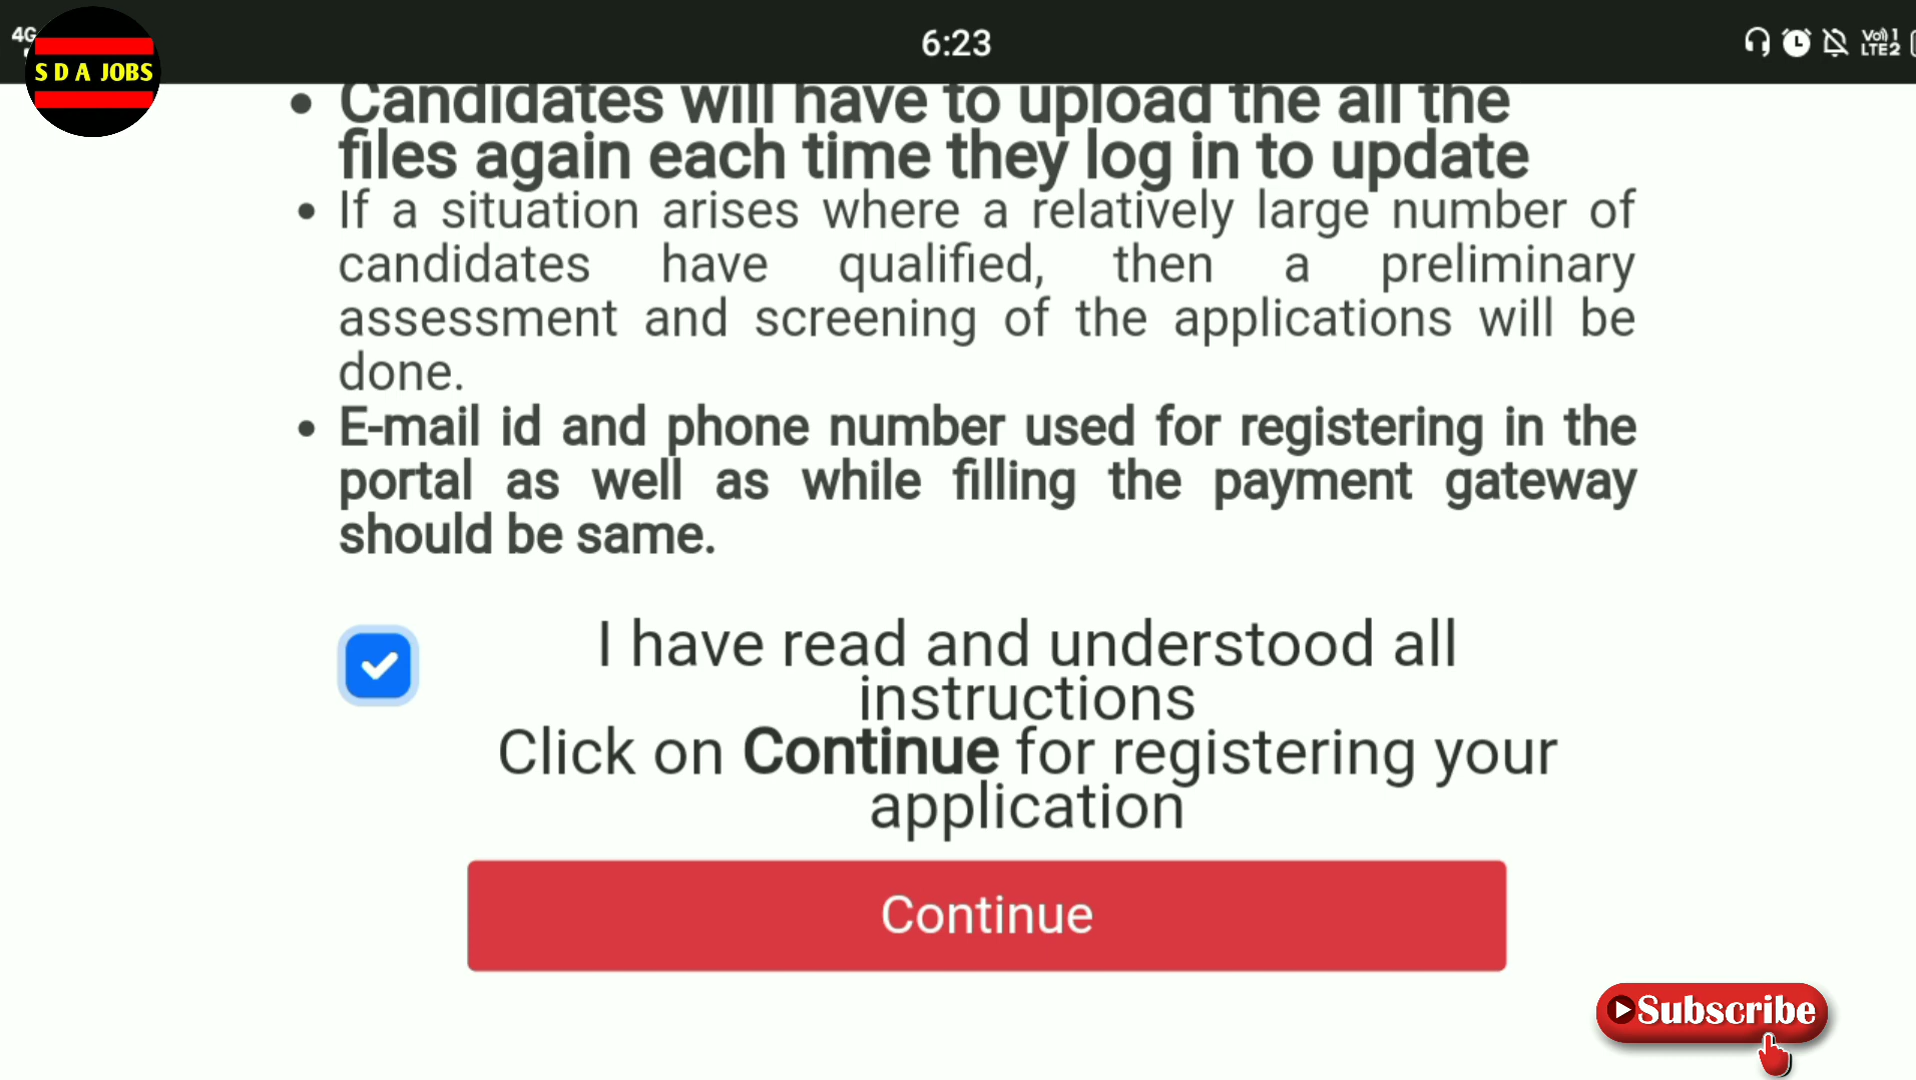 4G
6:23
Vo)) 1
LTE 2
S D A JOBS
• Candidates will have to upload the all the
files again each time they log in to update
• If a situation arises where a relatively large number of
candidates have qualified, then a preliminary
assessment and screening of the applications will be
done.
• E-mail id and phone number used for registering in the
portal as well as while filling the payment gateway
should be same.
I have read and understood all
instructions
Click on Continue for registering your
application
Continue
Subscribe